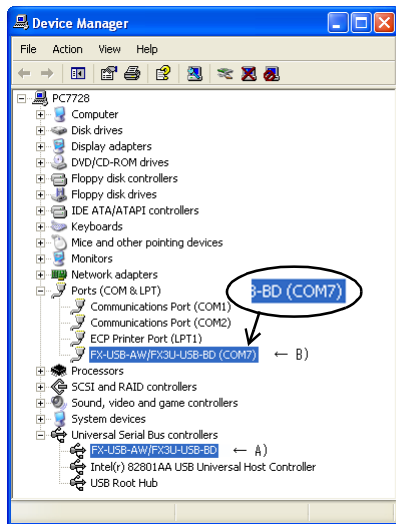 Device Manager
File Action View Help
PC7728
Computer
Disk drives
Display adapters
DVD/CD-ROM drives
Floppy disk controllers
Floppy disk drives
IDE ATA/ATAPI controllers
Keyboards
Mice and other pointing devices
Monitors
Network adapters
Ports (COM & LPT)
B-BD (COM7)
Communications Port (COM1)
Communications Port (COM2)
ECP Printer Port (LPT1)
FX-USB-AW/FX3U-USB-BD (COM7) ← B)
Processors
SCSI and RAID controllers
Sound, video and game controllers
System devices
Universal Serial Bus controllers
FX-USB-AW/FX3U-USB-BD ← A)
Intel(r) 82801AA USB Universal Host Controller
USB Root Hub